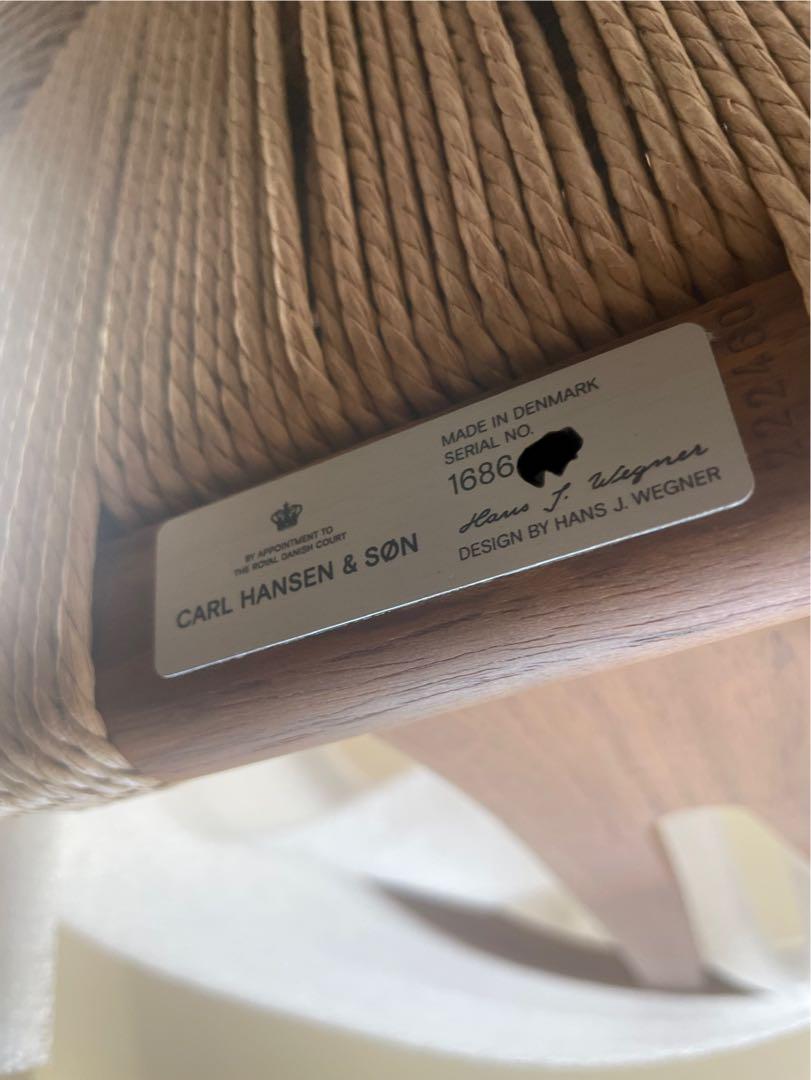 BY APPOINTMENT TO
THE ROYAL DANISH COURT
CARL HANSEN & SØN
MADE IN DENMARK
SERIAL NO.
1686
Hans J. Wegner
DESIGN BY HANS J. WEGNER
222460